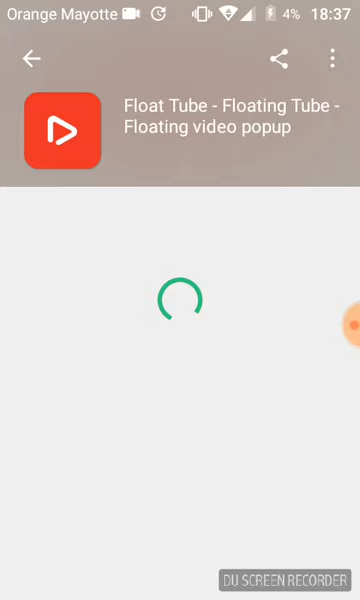 Orange Mayotte 4% 18:37
Float Tube - Floating Tube -
Floating video popup
DU SCREEN RECORDER